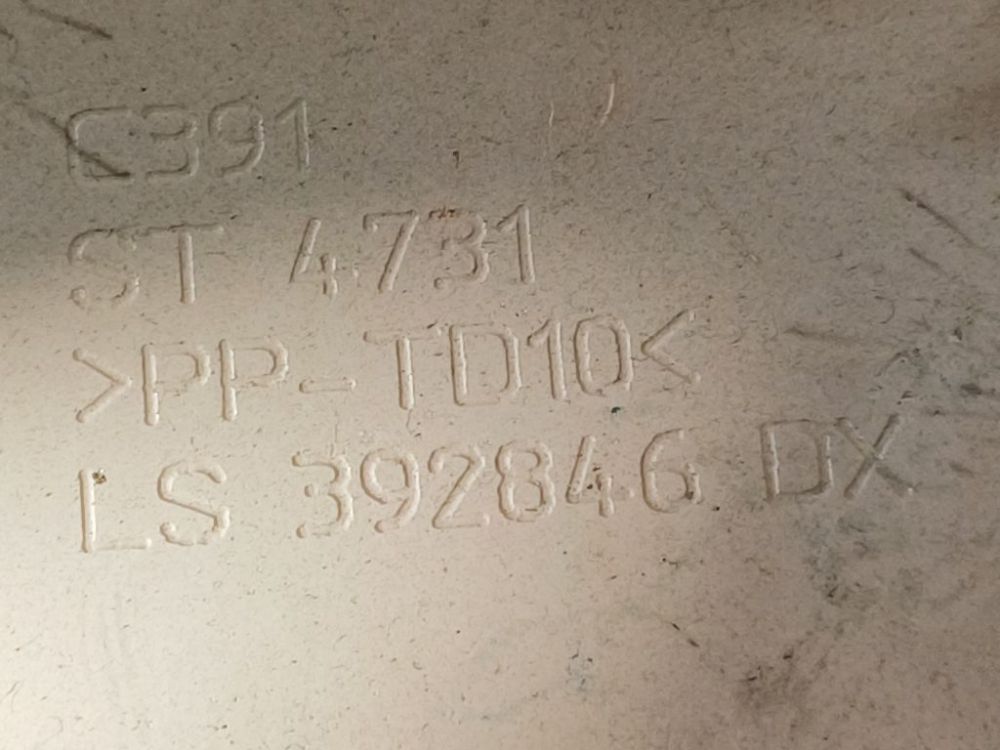 C391
ST 4731
>PP-TD10<
LS 392846 DX